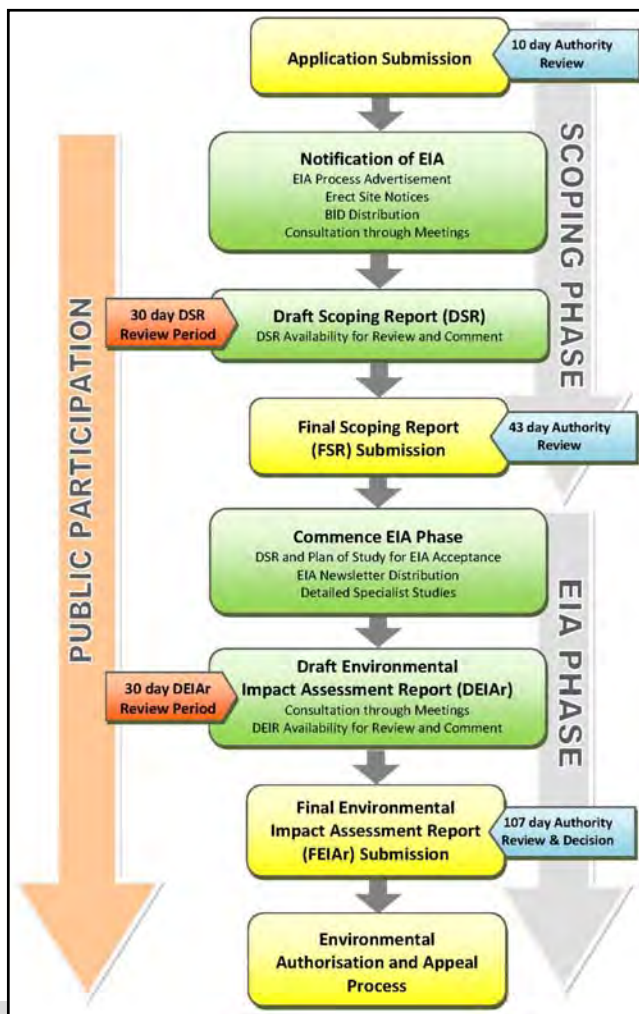 Application Submission
10 day Authority
Review
SCOPING PHASE
Notification of EIA
EIA Process Advertisement
Erect Site Notices
BID Distribution
Consultation through Meetings
PUBLIC PARTICIPATION
30 day DSR
Review Period
Draft Scoping Report (DSR)
DSR Availability for Review and Comment
Final Scoping Report
(FSR) Submission
43 day Authority
Review
Commence EIA Phase
DSR and Plan of Study for EIA Acceptance
EIA Newsletter Distribution
Detailed Specialist Studies
EIA PHASE
30 day DEIAr
Review Period
Draft Environmental
Impact Assessment Report (DEIAr)
Consultation through Meetings
DEIR Availability for Review and Comment
Final Environmental
Impact Assessment Report
(FEIAr) Submission
107 day Authority
Review & Decision
Environmental
Authorisation and Appeal
Process